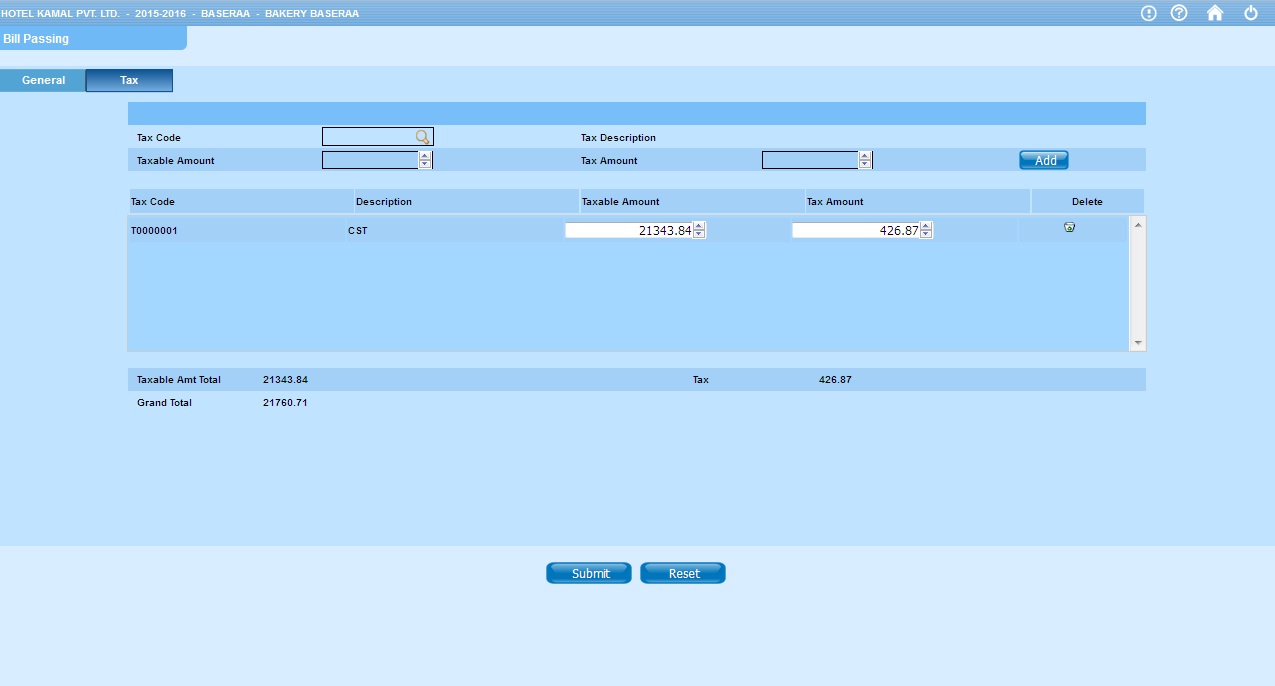 HOTEL KAMAL PVT. LTD. - 2015-2016 - BASERAA - BAKERY BASERAA
Bill Passing
General Tax
Tax Code Tax Description
Taxable Amount Tax Amount Add
Tax Code Description Taxable Amount Tax Amount Delete
T0000001 CST 21343.84 426.87
Taxable Amt Total 21343.84 Tax 426.87
Grand Total 21760.71
Submit Reset